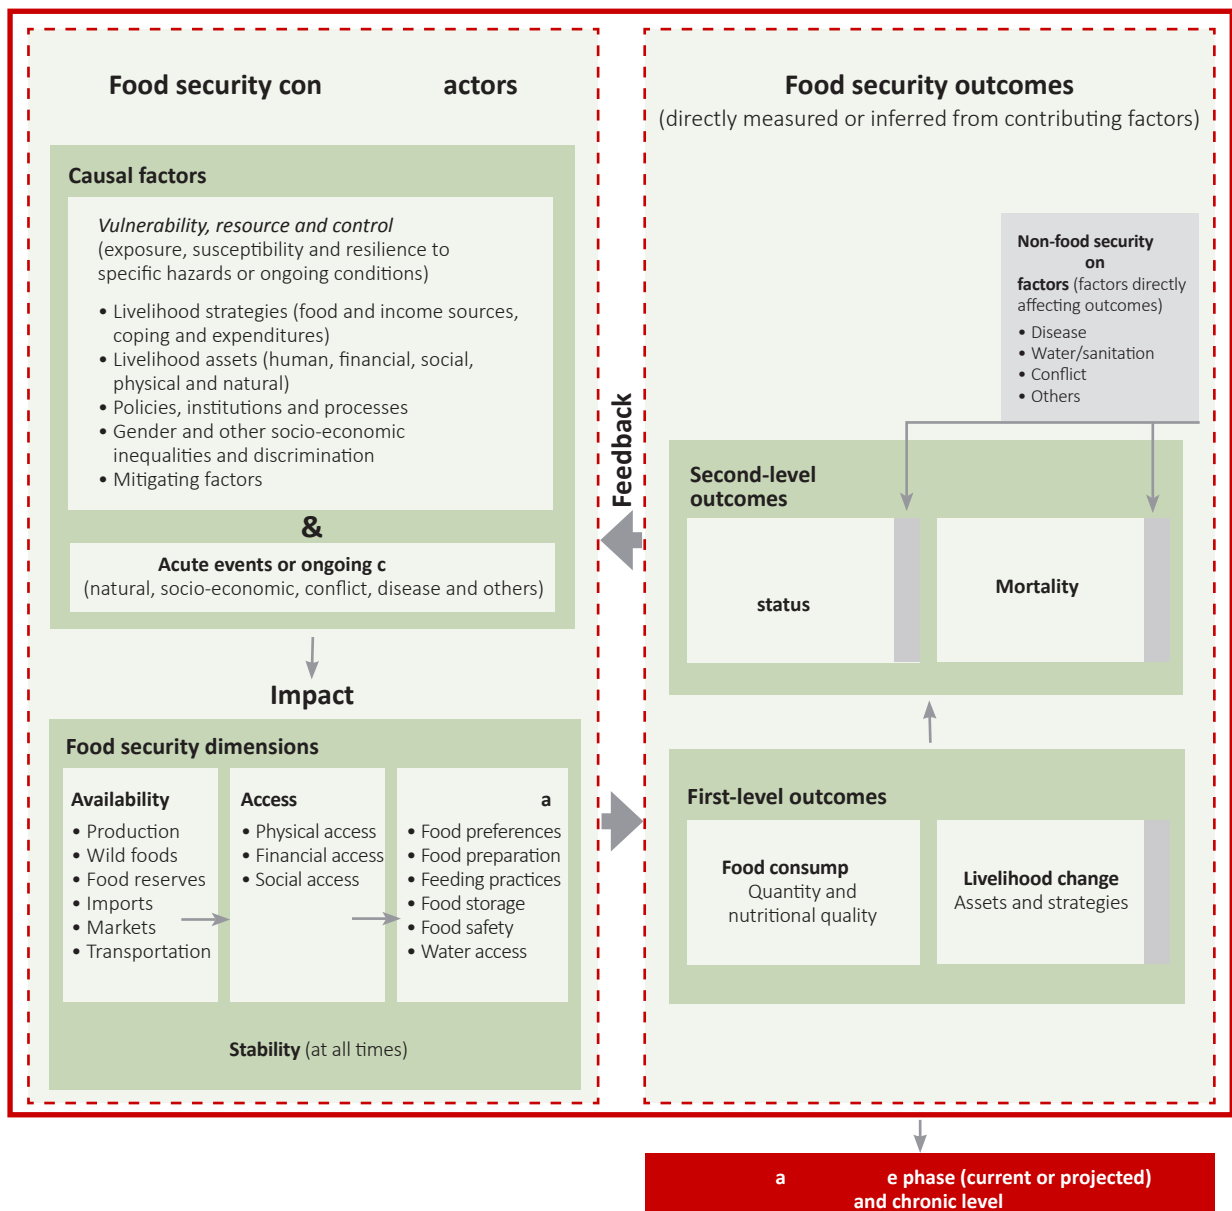 Food security con actors
Causal factors
Vulnerability, resource and control
(exposure, susceptibility and resilience to
specific hazards or ongoing conditions)
• Livelihood strategies (food and income sources,
coping and expenditures)
• Livelihood assets (human, financial, social,
physical and natural)
• Policies, institutions and processes
• Gender and other socio-economic
inequalities and discrimination
• Mitigating factors
&
Acute events or ongoing c
(natural, socio-economic, conflict, disease and others)
Impact
Food security dimensions
Availability
• Production
• Wild foods
• Food reserves
• Imports
• Markets
• Transportation
Access
• Physical access
• Financial access
• Social access
a
• Food preferences
• Food preparation
• Feeding practices
• Food storage
• Food safety
• Water access
Stability (at all times)
Feedback
Food security outcomes
(directly measured or inferred from contributing factors)
Non-food security
on
factors (factors directly
affecting outcomes)
• Disease
• Water/sanitation
• Conflict
• Others
Second-level
outcomes
status
Mortality
First-level outcomes
Food consump
Quantity and
nutritional quality
Livelihood change
Assets and strategies
a e phase (current or projected)
and chronic level